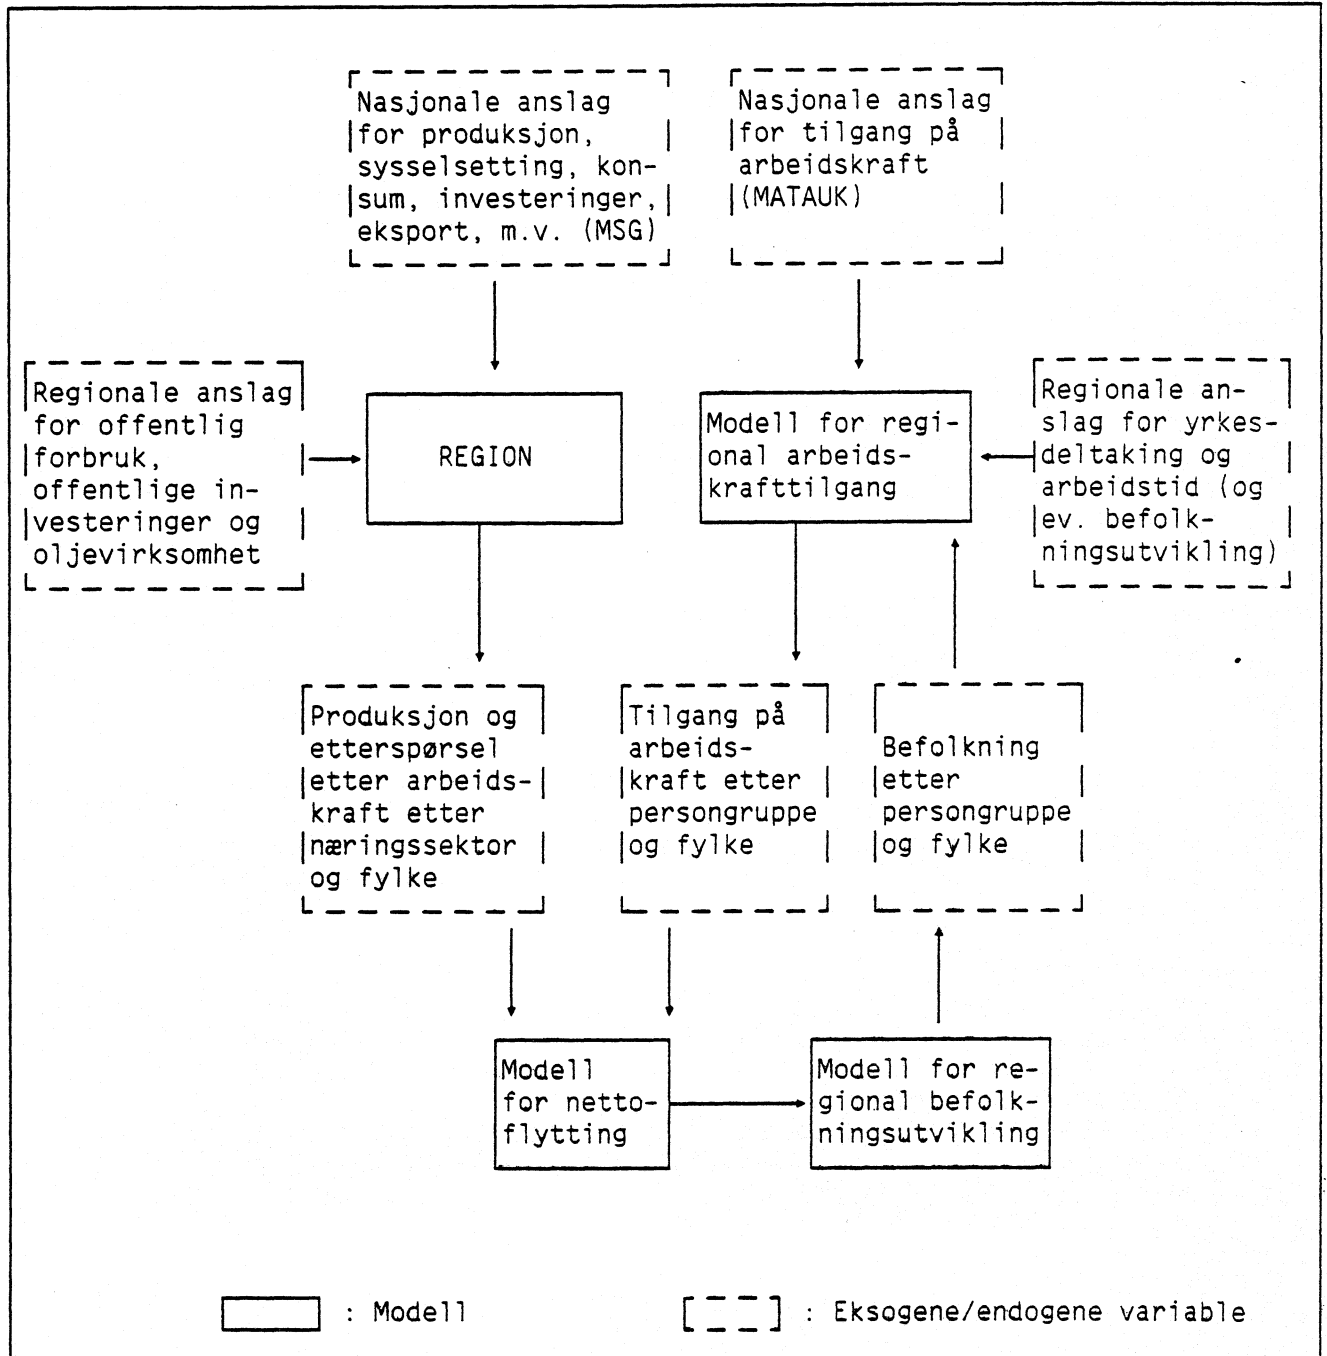 Nasjonale anslag
for produksjon,
sysselsetting, kon-
sum, investeringer,
eksport, m.v. (MSG)
Nasjonale anslag
for tilgang på
arbeidskraft
(MATAUK)
Regionale anslag
for offentlig
forbruk,
offentlige in-
vesteringer og
oljevirksomhet
REGION
Modell for regi-
onal arbeids-
krafttilgang
Regionale an-
slag for yrkes-
deltaking og
arbeidstid (og
ev. befolk-
ningsutvikling)
Produksjon og
etterspørsel
etter arbeids-
kraft etter
næringssektor
og fylke
Tilgang på
arbeids-
kraft etter
persongruppe
og fylke
Befolkning
etter
persongruppe
og fylke
Modell
for netto-
flytting
Modell for re-
gional befolk-
ningsutvikling
: Modell
: Eksogene/endogene variable